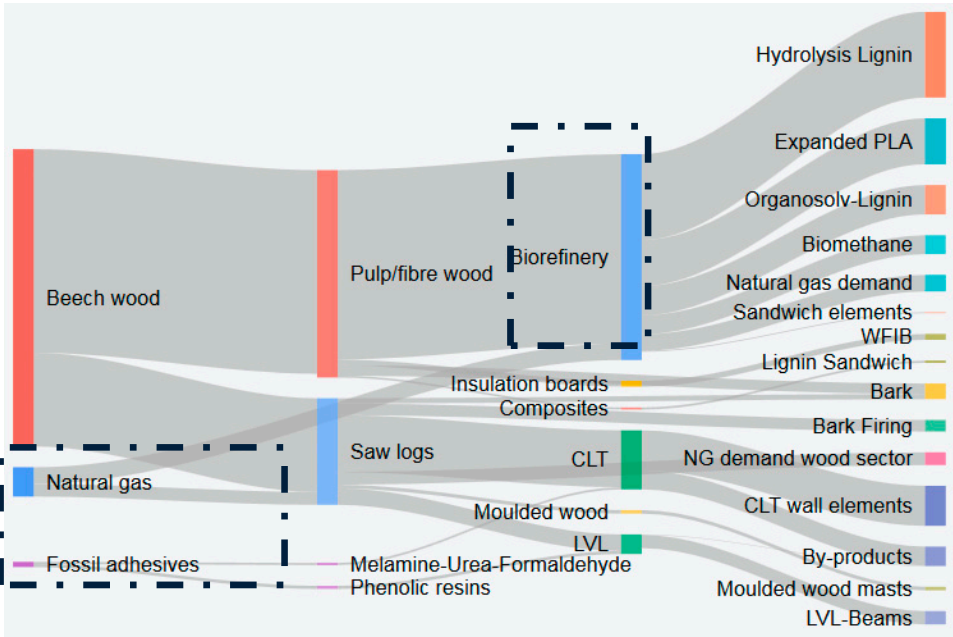 Hydrolysis Lignin
Expanded PLA
Organosolv-Lignin
Biomethane
Natural gas demand
Sandwich elements
WFIB
Lignin Sandwich
Bark
Bark Firing
NG demand wood sector
CLT wall elements
By-products
Moulded wood masts
LVL-Beams
Biorefinery
Insulation boards
Composites
CLT
Moulded wood
LVL
Pulp/fibre wood
Saw logs
Melamine-Urea-Formaldehyde
Phenolic resins
Beech wood
Natural gas
Fossil adhesives